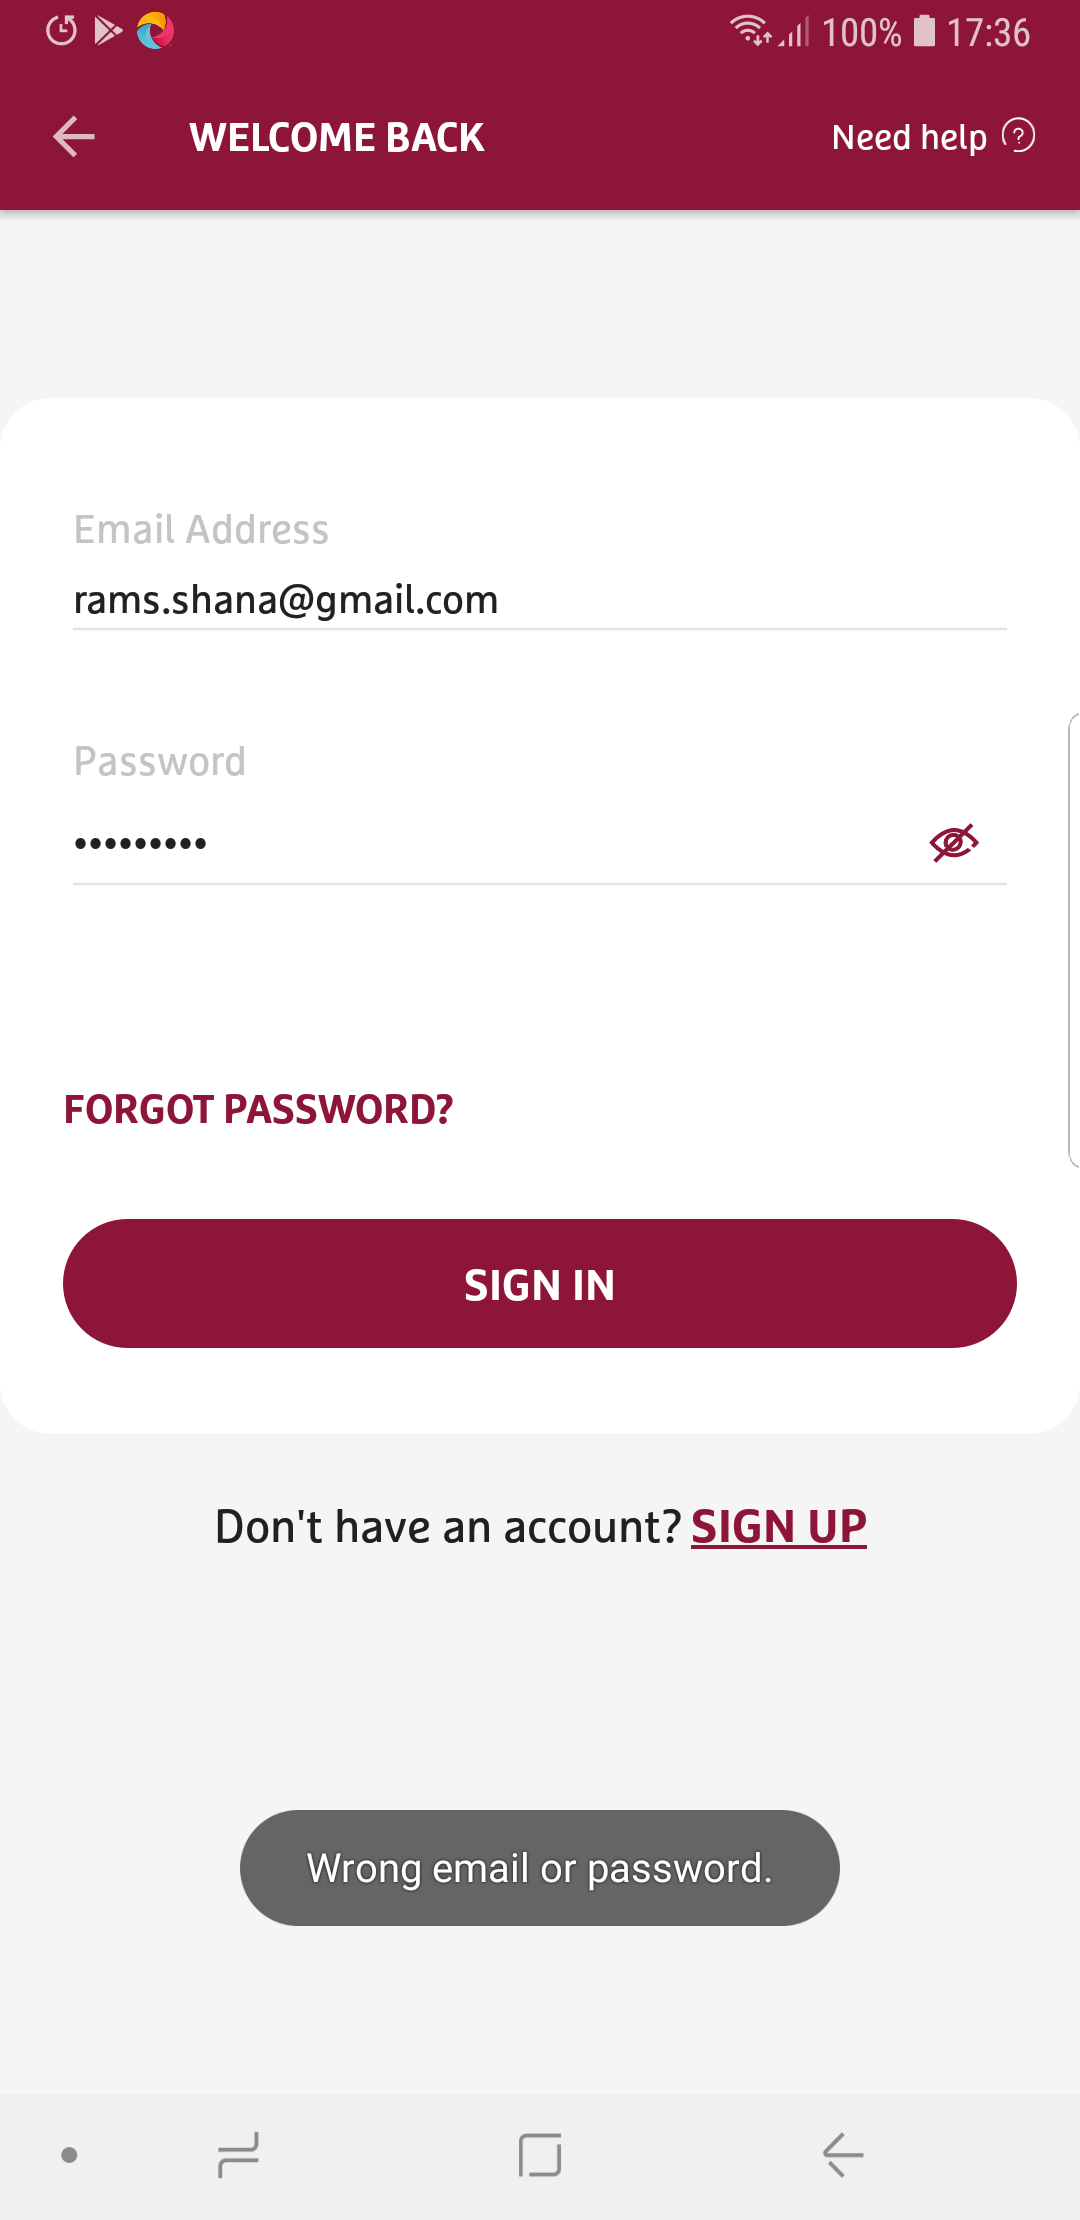 100% 17:36
WELCOME BACK
Need help ?
Email Address
rams.shana@gmail.com
Password
•••••••••
FORGOT PASSWORD?
SIGN IN
Don't have an account? SIGN UP
Wrong email or password.